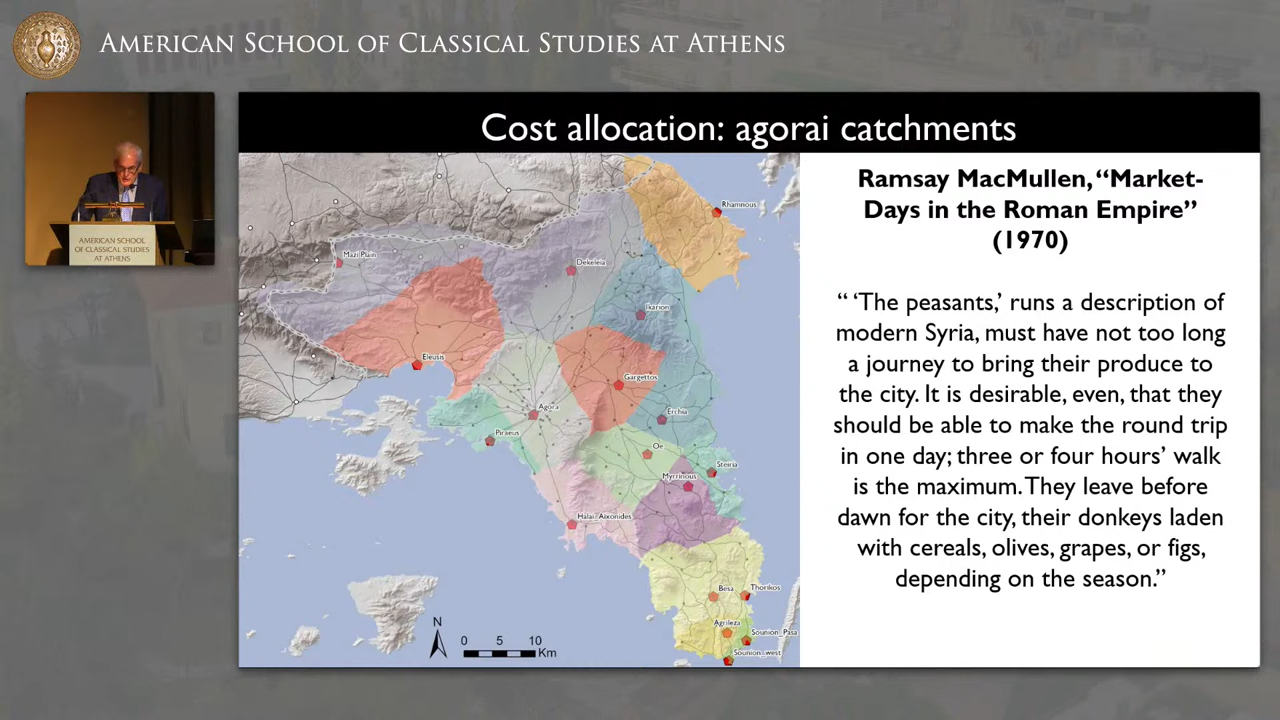 AMERICAN SCHOOL OF CLASSICAL STUDIES AT ATHENS
AMERICAN SCHOOL
OF CLASSICAL STUDIES
AT ATHENS
Cost allocation: agorai catchments
Rhamnous
Mazi Plain
Dekeleia
Ikarion
Eleusis
Gargettos
Agora
Erchia
Piraeus
Oe
Steiria
Myrrinous
Halai_Aixonides
Besa
Thorikos
Agrileza
Sounion_Pasa
Sounion_west
N
0 5 10
Km
Ramsay MacMullen, “Market-
Days in the Roman Empire”
(1970)
“ ‘The peasants,’ runs a description of
modern Syria, must have not too long
a journey to bring their produce to
the city. It is desirable, even, that they
should be able to make the round trip
in one day; three or four hours’ walk
is the maximum. They leave before
dawn for the city, their donkeys laden
with cereals, olives, grapes, or figs,
depending on the season.”